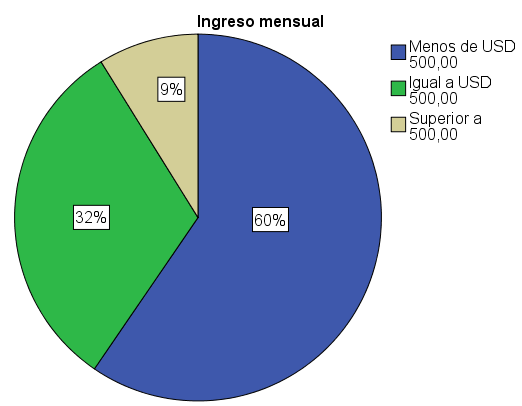 Ingreso mensual
Menos de USD
500,00
Igual a USD
500,00
Superior a
500,00
9%
32%
60%